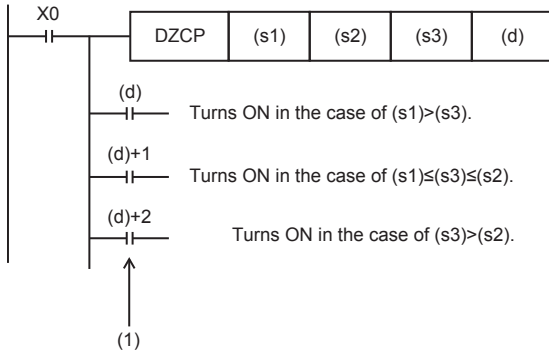 X0
DZCP (s1) (s2) (s3) (d)
(d)
Turns ON in the case of (s1)>(s3).
(d)+1
Turns ON in the case of (s1)≤(s3)≤(s2).
(d)+2
Turns ON in the case of (s3)>(s2).
(1)